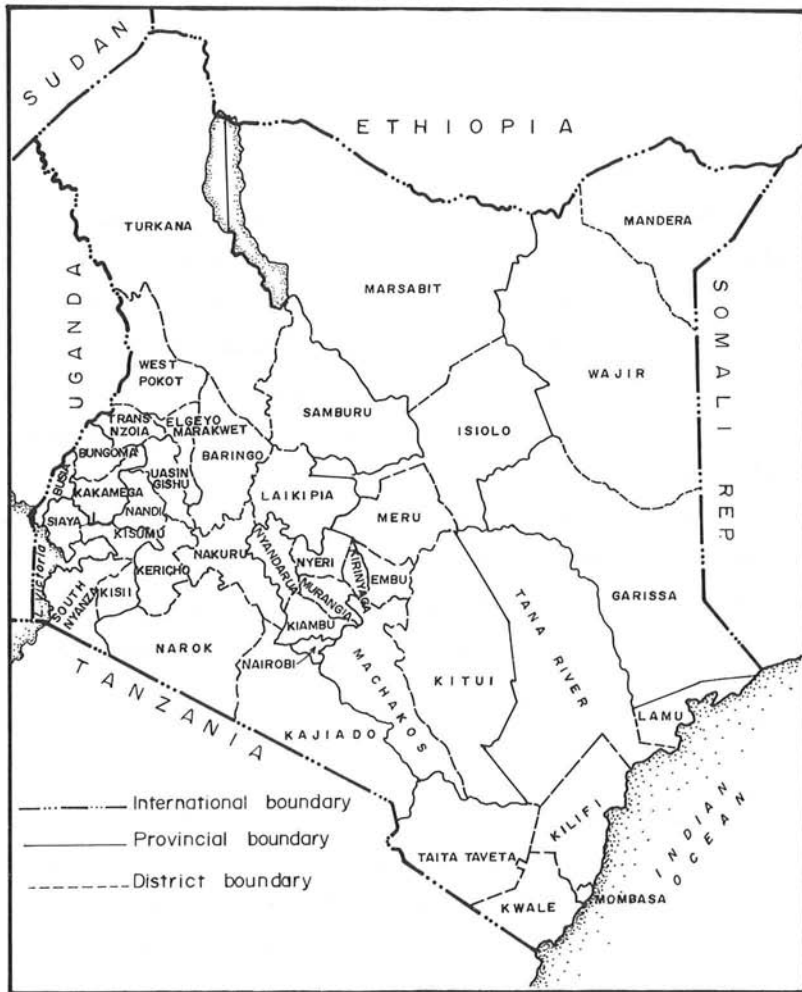 SUDAN
ETHIOPIA
TURKANA
MANDERA
MARSABIT
UGANDA
SOMALI REP.
WEST
POKOT
WAJIR
SAMBURU
ISIOLO
TRANS
NZOIA
ELGEYO
MARAKWET
BUNGOMA
BARINGO
BUSIA
UASIN
GISHU
KAKAMEGA
LAIKIPIA
NANDI
MERU
SIAYA
KISUMU
L. Victoria
NAKURU
NYANDARUA
NYERI
KIRINYAGA
EMBU
KERICHO
SOUTH
NYANZA
KISII
MURANGIA
GARISSA
TANA RIVER
KIAMBU
NAROK
NAIROBI
MACHAKOS
KITUI
TANZANIA
LAMU
KAJIADO
International boundary
Provincial boundary
District boundary
KILIFI
INDIAN
OCEAN
TAITA TAVETA
KWALE
MOMBASA